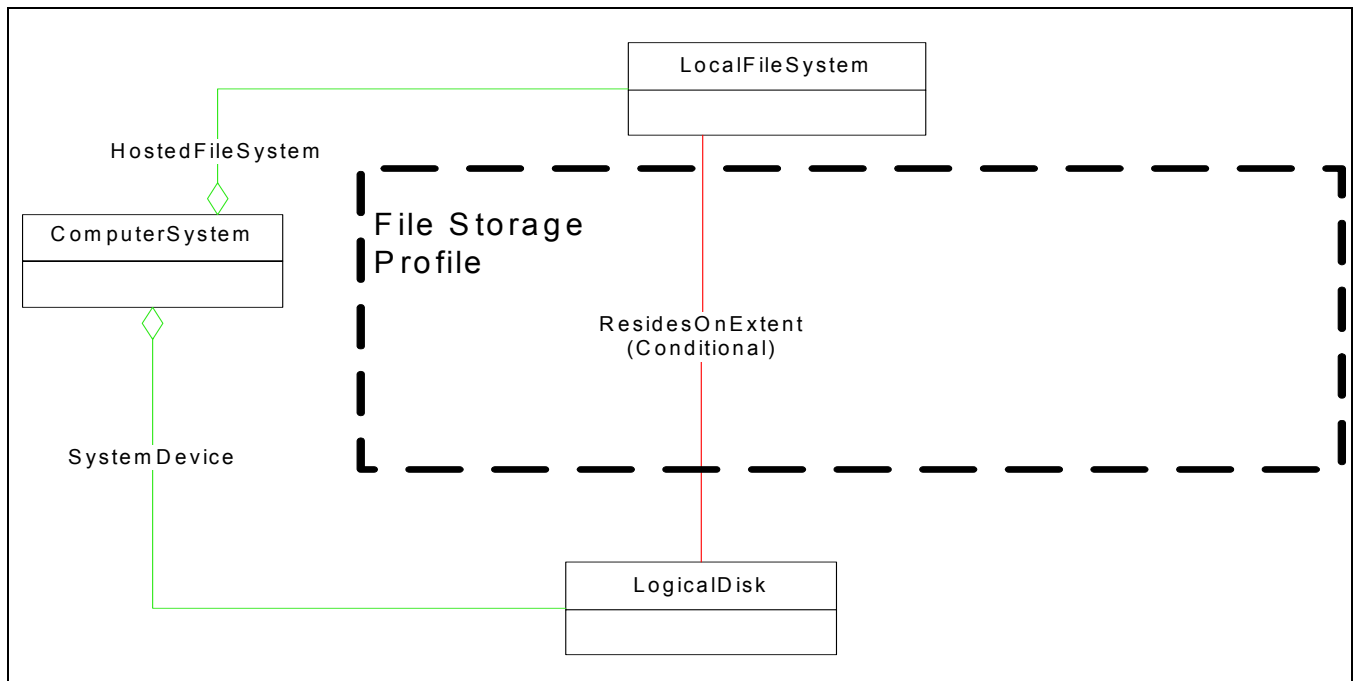 LocalFileSystem
HostedFileSystem
ComputerSystem
File Storage
Profile
ResidesOnExtent
(Conditional)
SystemDevice
LogicalDisk